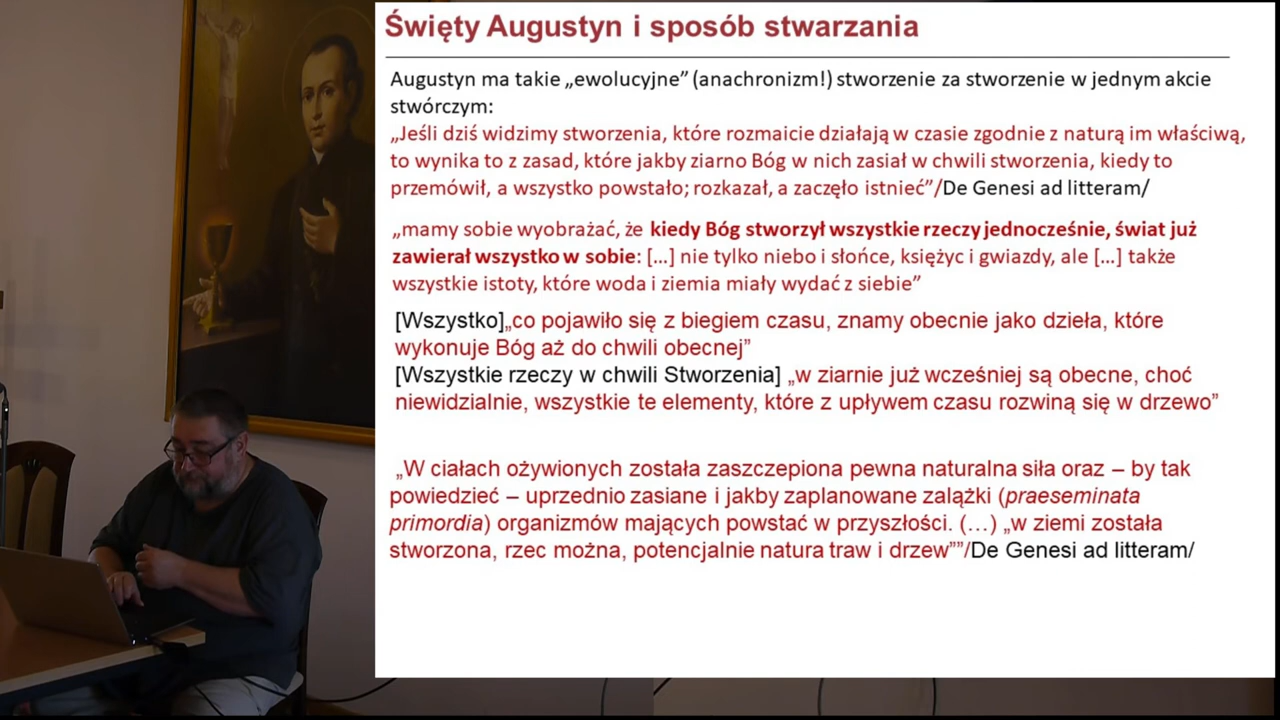 Święty Augustyn i sposób stwarzania
Augustyn ma takie „ewolucyjne” (anachronizm!) stworzenie za stworzenie w jednym akcie
stwórczym:
„Jeśli dziś widzimy stworzenia, które rozmaicie działają w czasie zgodnie z naturą im właściwą,
to wynika to z zasad, które jakby ziarno Bóg w nich zasiał w chwili stworzenia, kiedy to
przemówił, a wszystko powstało; rozkazał, a zaczęło istnieć”/De Genesi ad litteram/
„mamy sobie wyobrażać, że kiedy Bóg stworzył wszystkie rzeczy jednocześnie, świat już
zawierał wszystko w sobie: [...] nie tylko niebo i słońce, księżyc i gwiazdy, ale [...] także
wszystkie istoty, które woda i ziemia miały wydać z siebie”
[Wszystko]„co pojawiło się z biegiem czasu, znamy obecnie jako dzieła, które
wykonuje Bóg aż do chwili obecnej”
[Wszystkie rzeczy w chwili Stworzenia] „w ziarnie już wcześniej są obecne, choć
niewidzialnie, wszystkie te elementy, które z upływem czasu rozwiną się w drzewo”
„W ciałach ożywionych została zaszczepiona pewna naturalna siła oraz – by tak
powiedzieć – uprzednio zasiane i jakby zaplanowane zalążki (praeseminata
primordia) organizmów mających powstać w przyszłości. (…) „w ziemi została
stworzona, rzec można, potencjalnie natura traw i drzew””/De Genesi ad litteram/